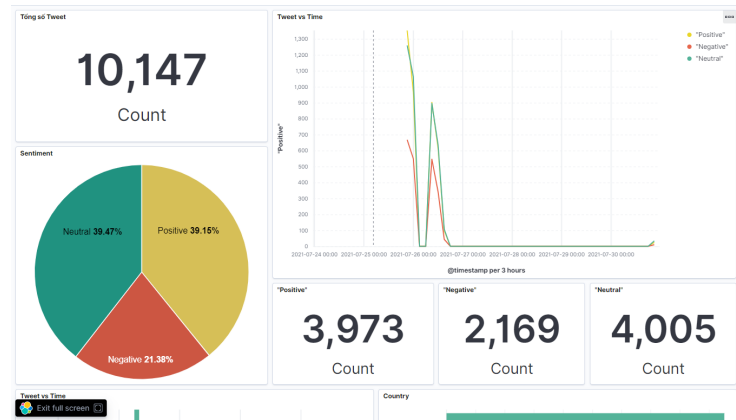 Tổng số Tweet
10,147
Count
Sentiment
Neutral 39.47%
Positive 39.15%
Negative 21.38%
Tweet vs Time
"Positive"
"Negative"
"Neutral"
1,300
1,200
1,100
1,000
900
800
700
600
500
400
300
200
100
0
"Positive"
2021-07-24 00:00 2021-07-25 00:00 2021-07-26 00:00 2021-07-27 00:00 2021-07-28 00:00 2021-07-29 00:00 2021-07-30 00:00
@timestamp per 3 hours
"Positive"
3,973
Count
"Negative"
2,169
Count
"Neutral"
4,005
Count
Tweet vs Time
Exit full screen
Country